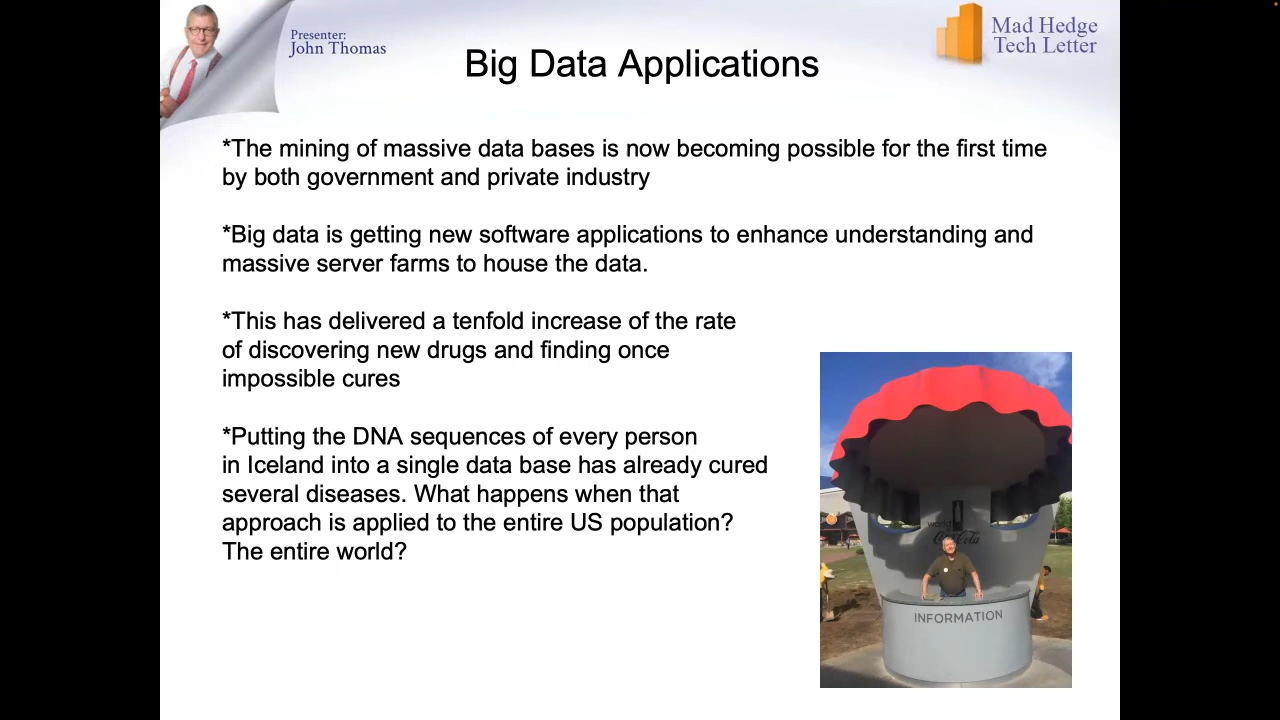 Presenter:
John Thomas
Mad Hedge
Tech Letter
Big Data Applications
*The mining of massive data bases is now becoming possible for the first time
by both government and private industry
*Big data is getting new software applications to enhance understanding and
massive server farms to house the data.
*This has delivered a tenfold increase of the rate
of discovering new drugs and finding once
impossible cures
*Putting the DNA sequences of every person
in Iceland into a single data base has already cured
several diseases. What happens when that
approach is applied to the entire US population?
The entire world?
world
Coca-Cola
INFORMATION